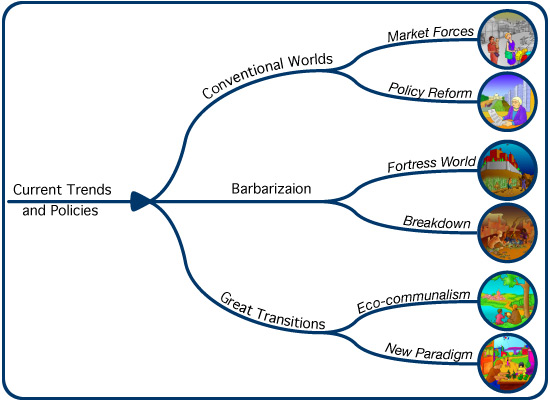 Market Forces
Conventional Worlds
Policy Reform
Fortress World
Current Trends
and Policies
Barbarizaion
Breakdown
Eco-communalism
Great Transitions
New Paradigm